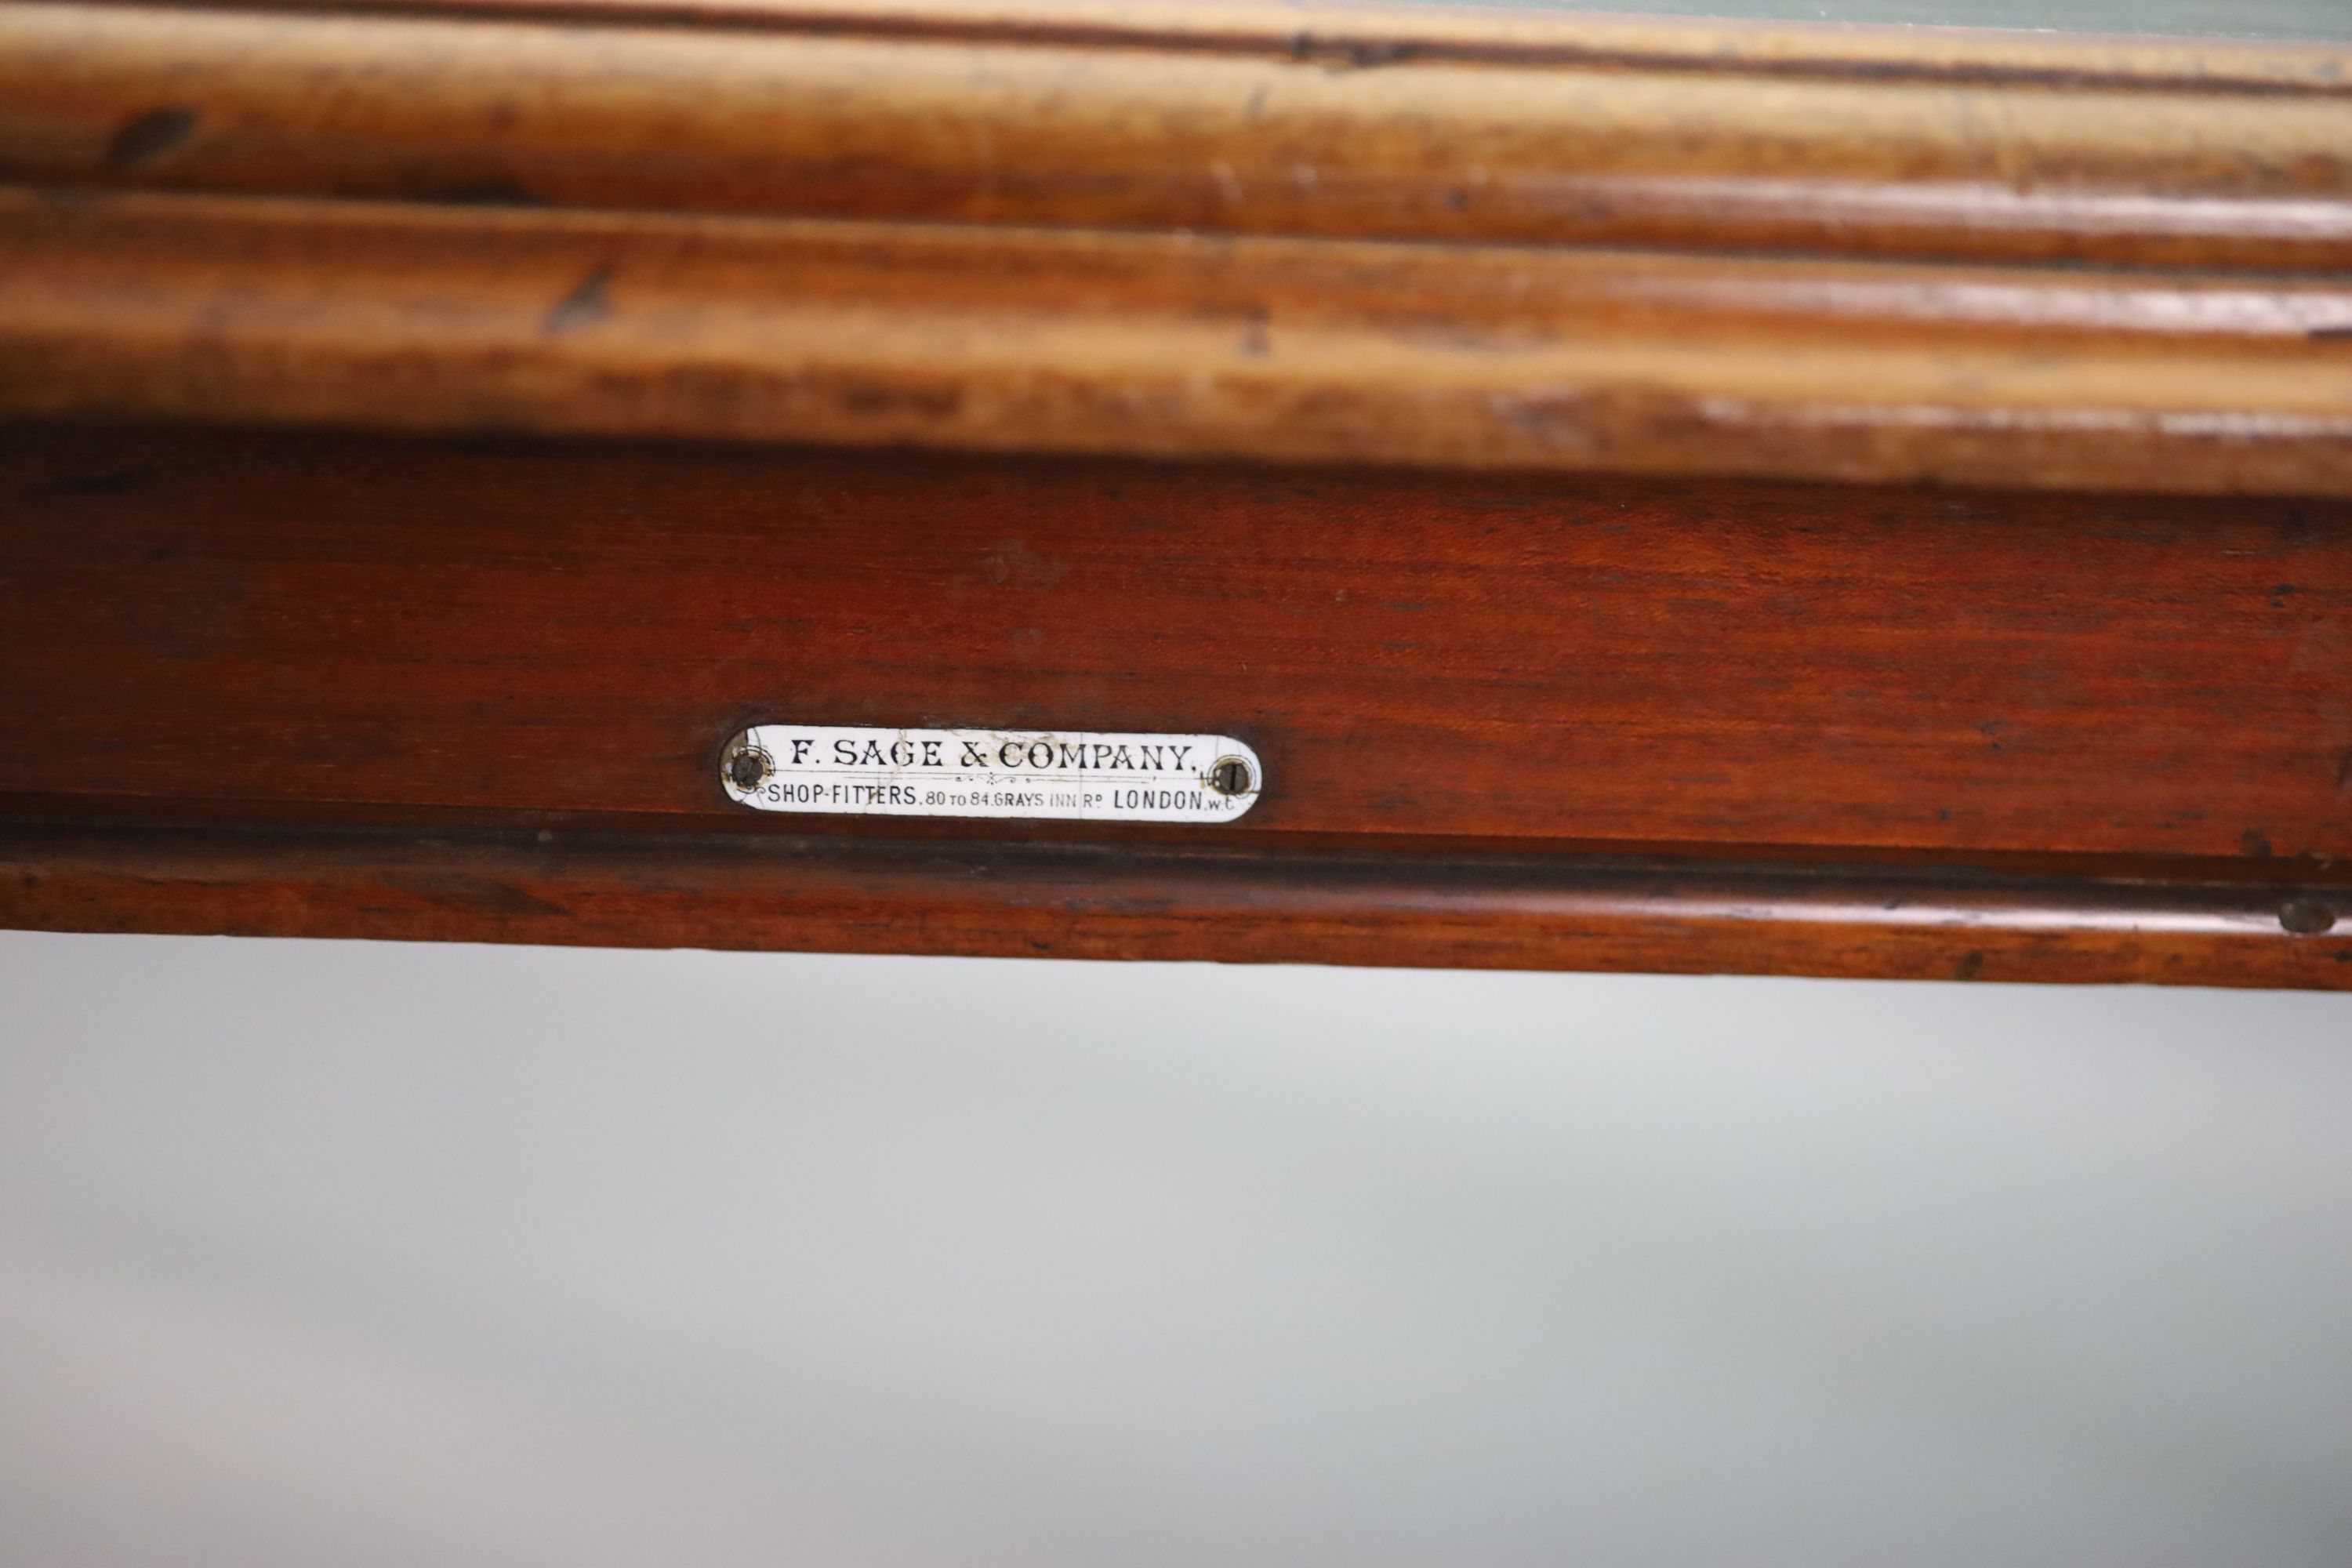 F. SAGE & COMPANY,
SHOP-FITTERS. 80 TO 84. GRAYS INN RD LONDON. W.C